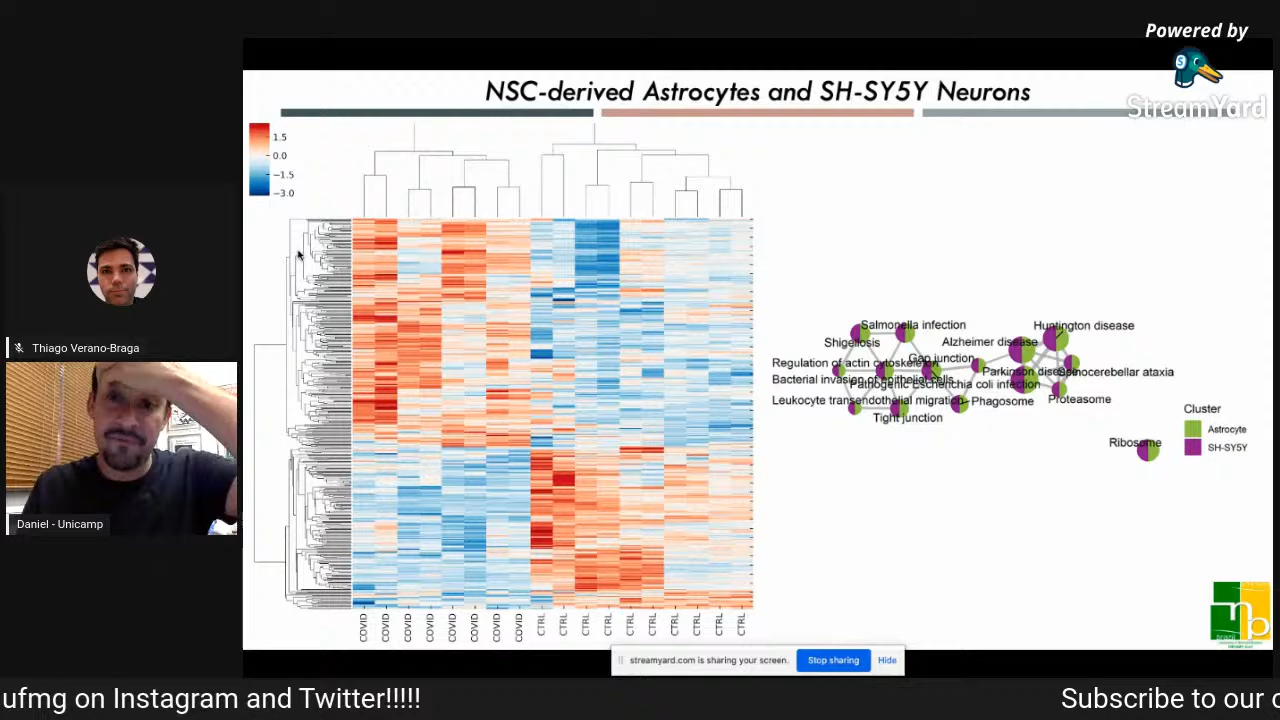 Powered by
StreamYard
NSC-derived Astrocytes and SH-SY5Y Neurons
1.5
0.0
−1.5
−3.0
Thiago Verano-Braga
Daniel - Unicamp
Salmonella infection
Shigellosis
Huntington disease
Alzheimer disease
Gap junction
Regulation of actin cytoskeleton
Parkinson disease
Spinocerebellar ataxia
Bacterial invasion of epithelial cells
Pathogenic Escherichia coli infection
Leukocyte transendothelial migration
Phagosome
Proteasome
Tight junction
Ribosome
Cluster
Astrocyte
SH-SY5Y
COVID
COVID
COVID
COVID
COVID
COVID
COVID
COVID
CTRL
CTRL
CTRL
CTRL
CTRL
CTRL
CTRL
CTRL
CTRL
CTRL
streamyard.com is sharing your screen.
Stop sharing
Hide
ufmg on Instagram and Twitter!!!!!
Subscribe to our